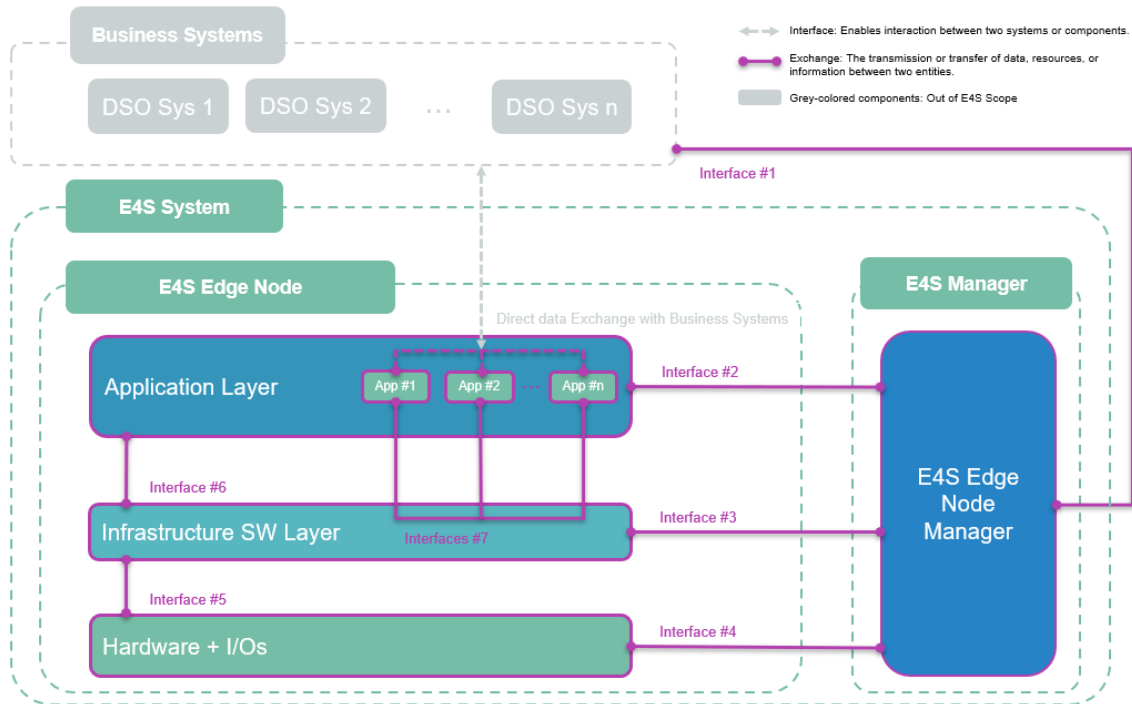 Business Systems
DSO Sys 1
DSO Sys 2
...
DSO Sys n
Interface: Enables interaction between two systems or components.
Exchange: The transmission or transfer of data, resources, or
information between two entities.
Grey-colored components: Out of E4S Scope
Interface #1
E4S System
E4S Edge Node
E4S Manager
Direct data Exchange with Business Systems
Application Layer
App #1
App #2
...
App #n
Interface #2
Interface #6
Infrastructure SW Layer
Interfaces #7
Interface #3
E4S Edge
Node
Manager
Interface #5
Hardware + I/Os
Interface #4